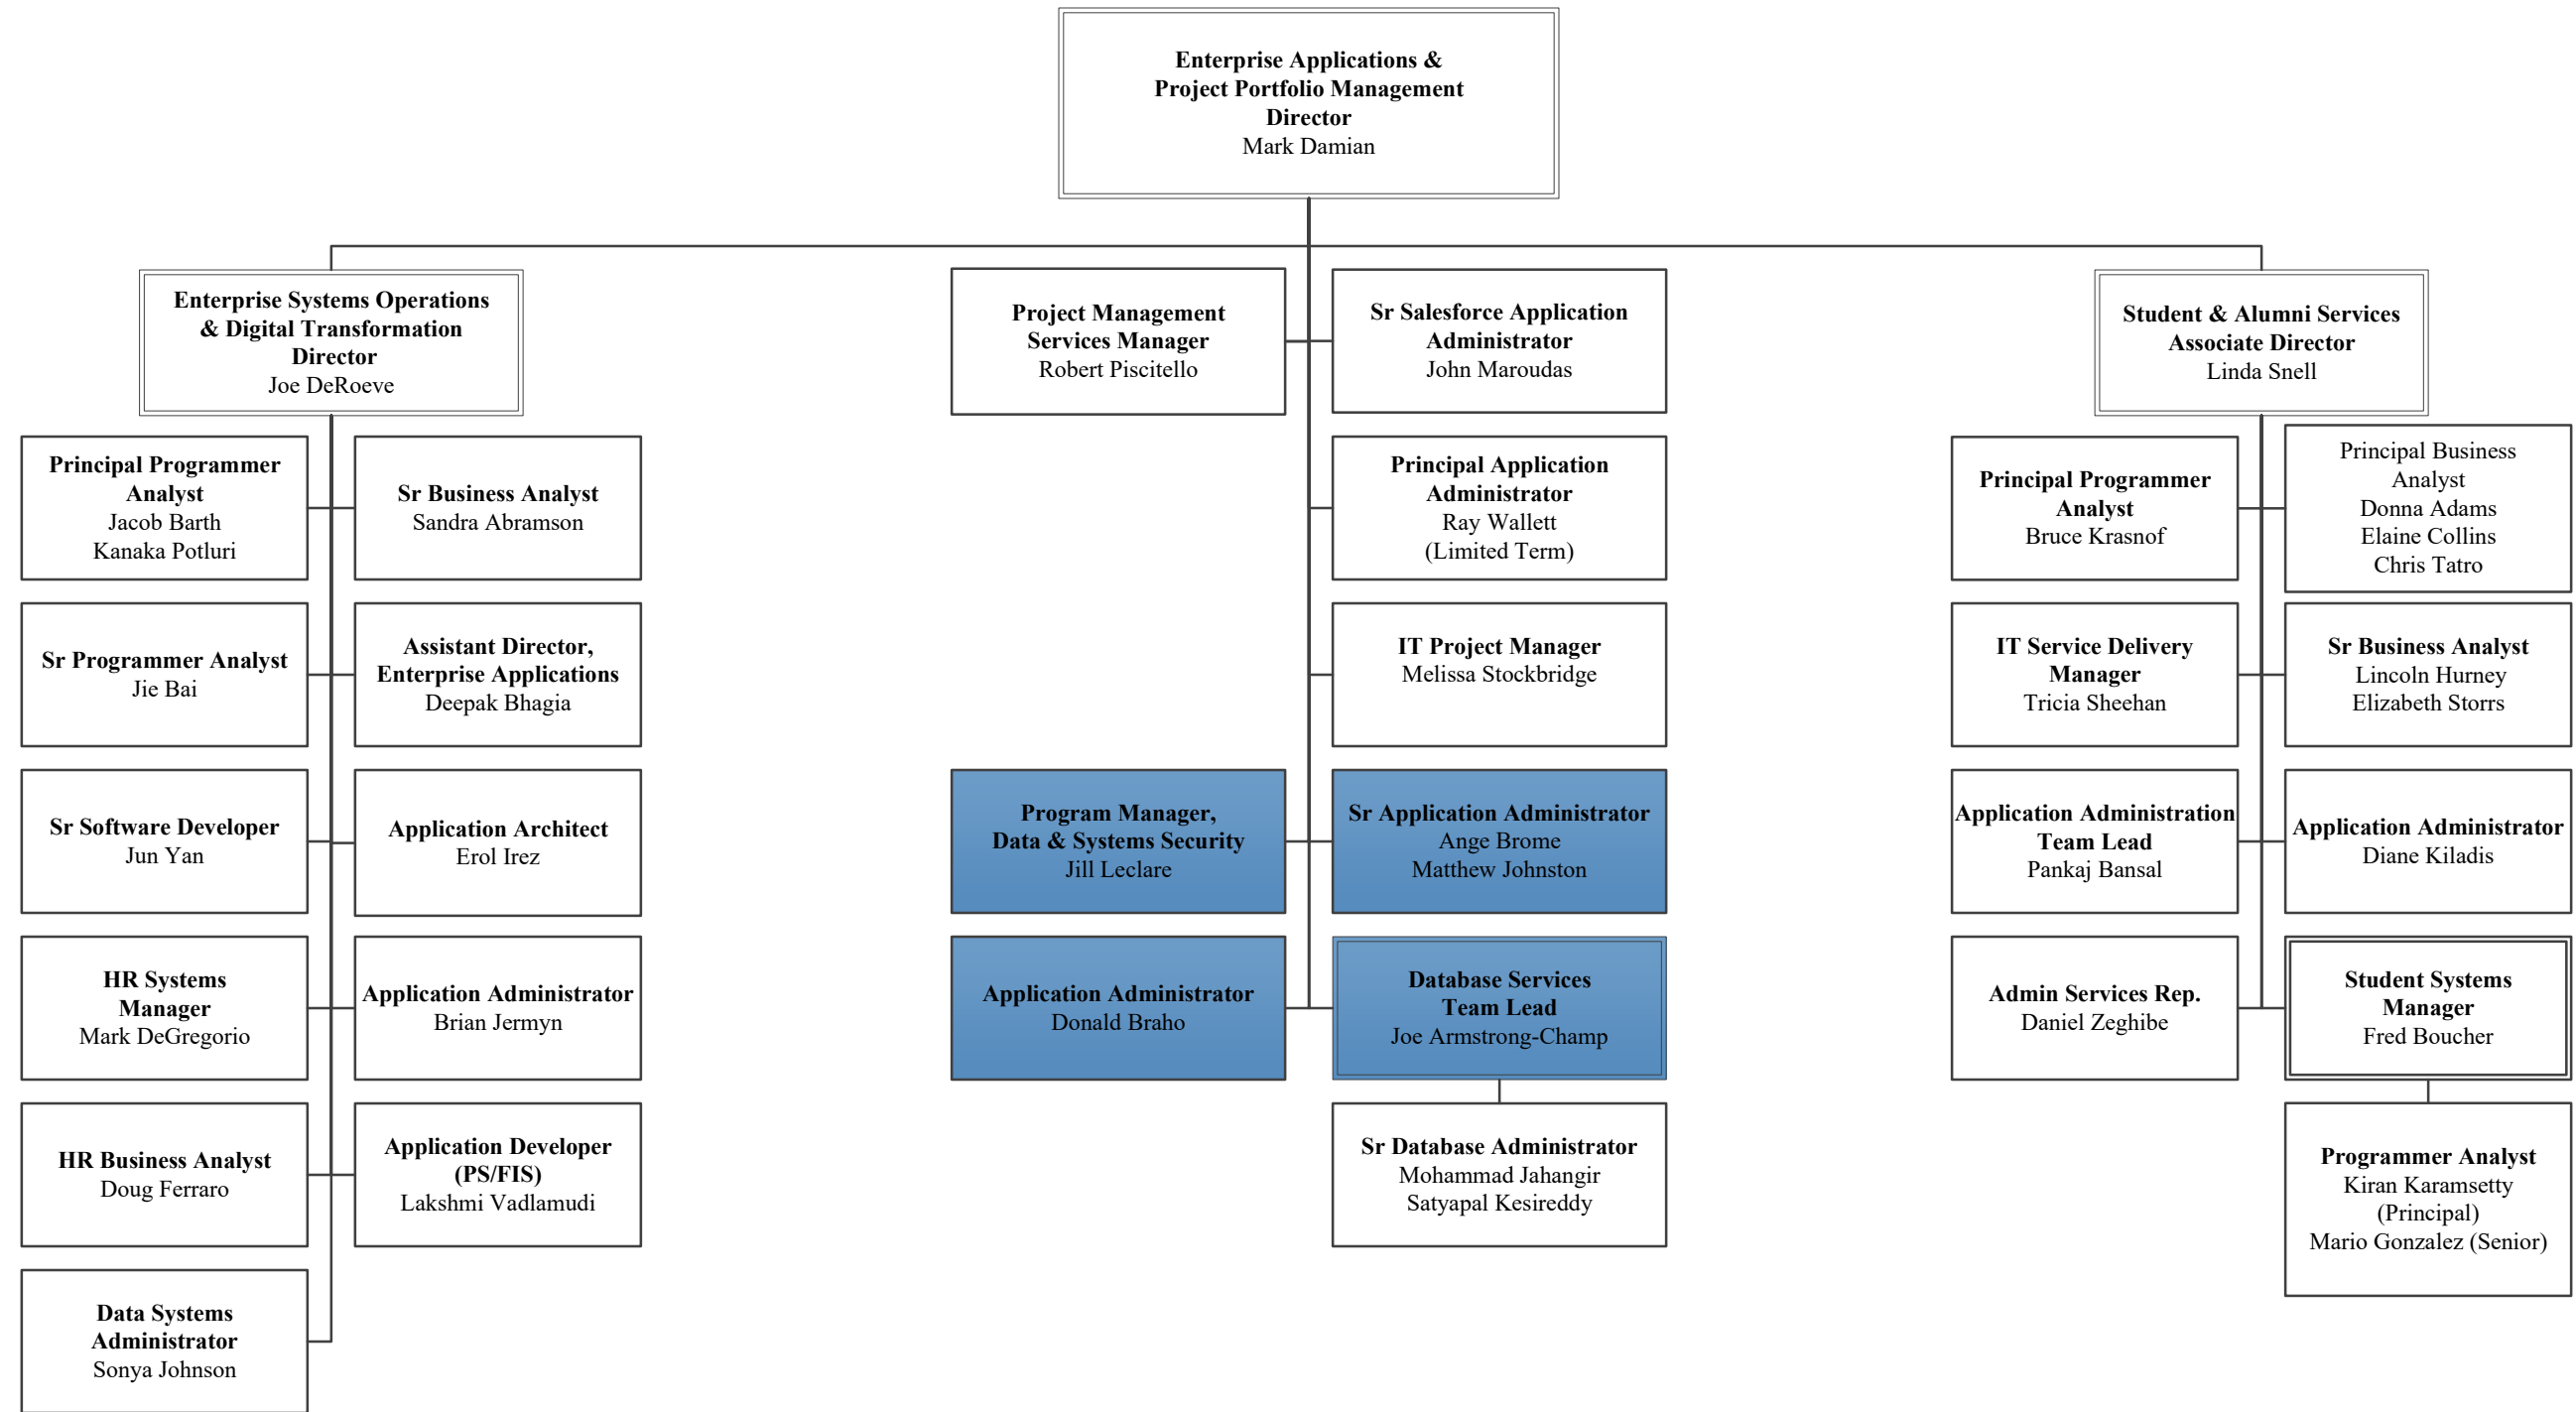 Enterprise Applications &
Project Portfolio Management
Director
Mark Damian
Enterprise Systems Operations
& Digital Transformation
Director
Joe DeRoeve
Project Management
Services Manager
Robert Piscitello
Sr Salesforce Application
Administrator
John Maroudas
Student & Alumni Services
Associate Director
Linda Snell
Principal Programmer
Analyst
Jacob Barth
Kanaka Potluri
Sr Business Analyst
Sandra Abramson
Principal Application
Administrator
Ray Wallett
(Limited Term)
Principal Programmer
Analyst
Bruce Krasnof
Principal Business
Analyst
Donna Adams
Elaine Collins
Chris Tatro
Sr Programmer Analyst
Jie Bai
Assistant Director,
Enterprise Applications
Deepak Bhagia
IT Project Manager
Melissa Stockbridge
IT Service Delivery
Manager
Tricia Sheehan
Sr Business Analyst
Lincoln Hurney
Elizabeth Storrs
Sr Software Developer
Jun Yan
Application Architect
Erol Irez
Program Manager,
Data & Systems Security
Jill Leclare
Sr Application Administrator
Ange Brome
Matthew Johnston
Application Administration
Team Lead
Pankaj Bansal
Application Administrator
Diane Kiladis
HR Systems
Manager
Mark DeGregorio
Application Administrator
Brian Jermyn
Application Administrator
Donald Braho
Database Services
Team Lead
Joe Armstrong-Champ
Admin Services Rep.
Daniel Zeghibe
Student Systems
Manager
Fred Boucher
HR Business Analyst
Doug Ferraro
Application Developer
(PS/FIS)
Lakshmi Vadlamudi
Sr Database Administrator
Mohammad Jahangir
Satyapal Kesireddy
Programmer Analyst
Kiran Karamsetty
(Principal)
Mario Gonzalez (Senior)
Data Systems
Administrator
Sonya Johnson